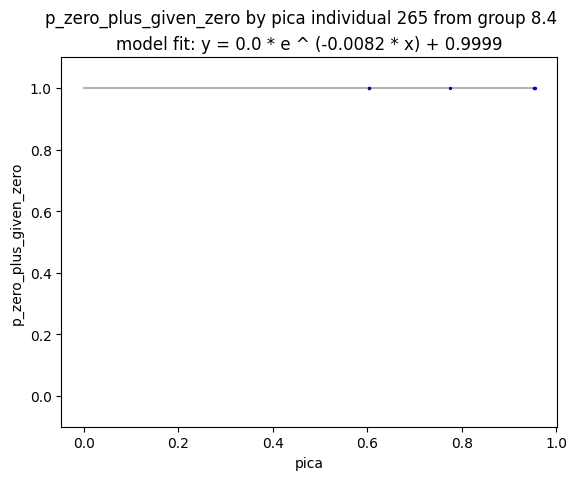 p_zero_plus_given_zero by pica individual 265 from group 8.4
model fit: y = 0.0 * e ^ (-0.0082 * x) + 0.9999
1.0
0.8
0.6
0.4
0.2
0.0
p_zero_plus_given_zero
0.0 0.2 0.4 0.6 0.8 1.0
pica